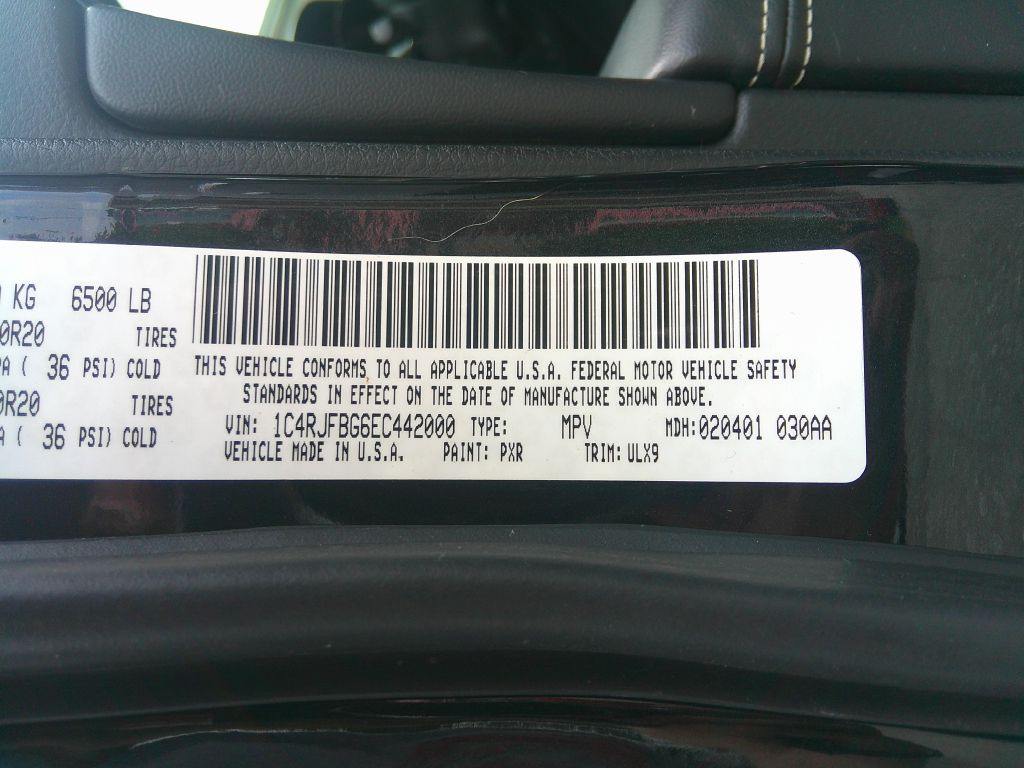 KG 6500 LB
0R20 TIRES
PA ( 36 PSI) COLD
0R20 TIRES
A ( 36 PSI) COLD
THIS VEHICLE CONFORMS TO ALL APPLICABLE U.S.A. FEDERAL MOTOR VEHICLE SAFETY
STANDARDS IN EFFECT ON THE DATE OF MANUFACTURE SHOWN ABOVE.
VIN: 1C4RJFBG6EC442000 TYPE: MPV MDH:020401 030AA
VEHICLE MADE IN U.S.A. PAINT: PXR TRIM: ULX9